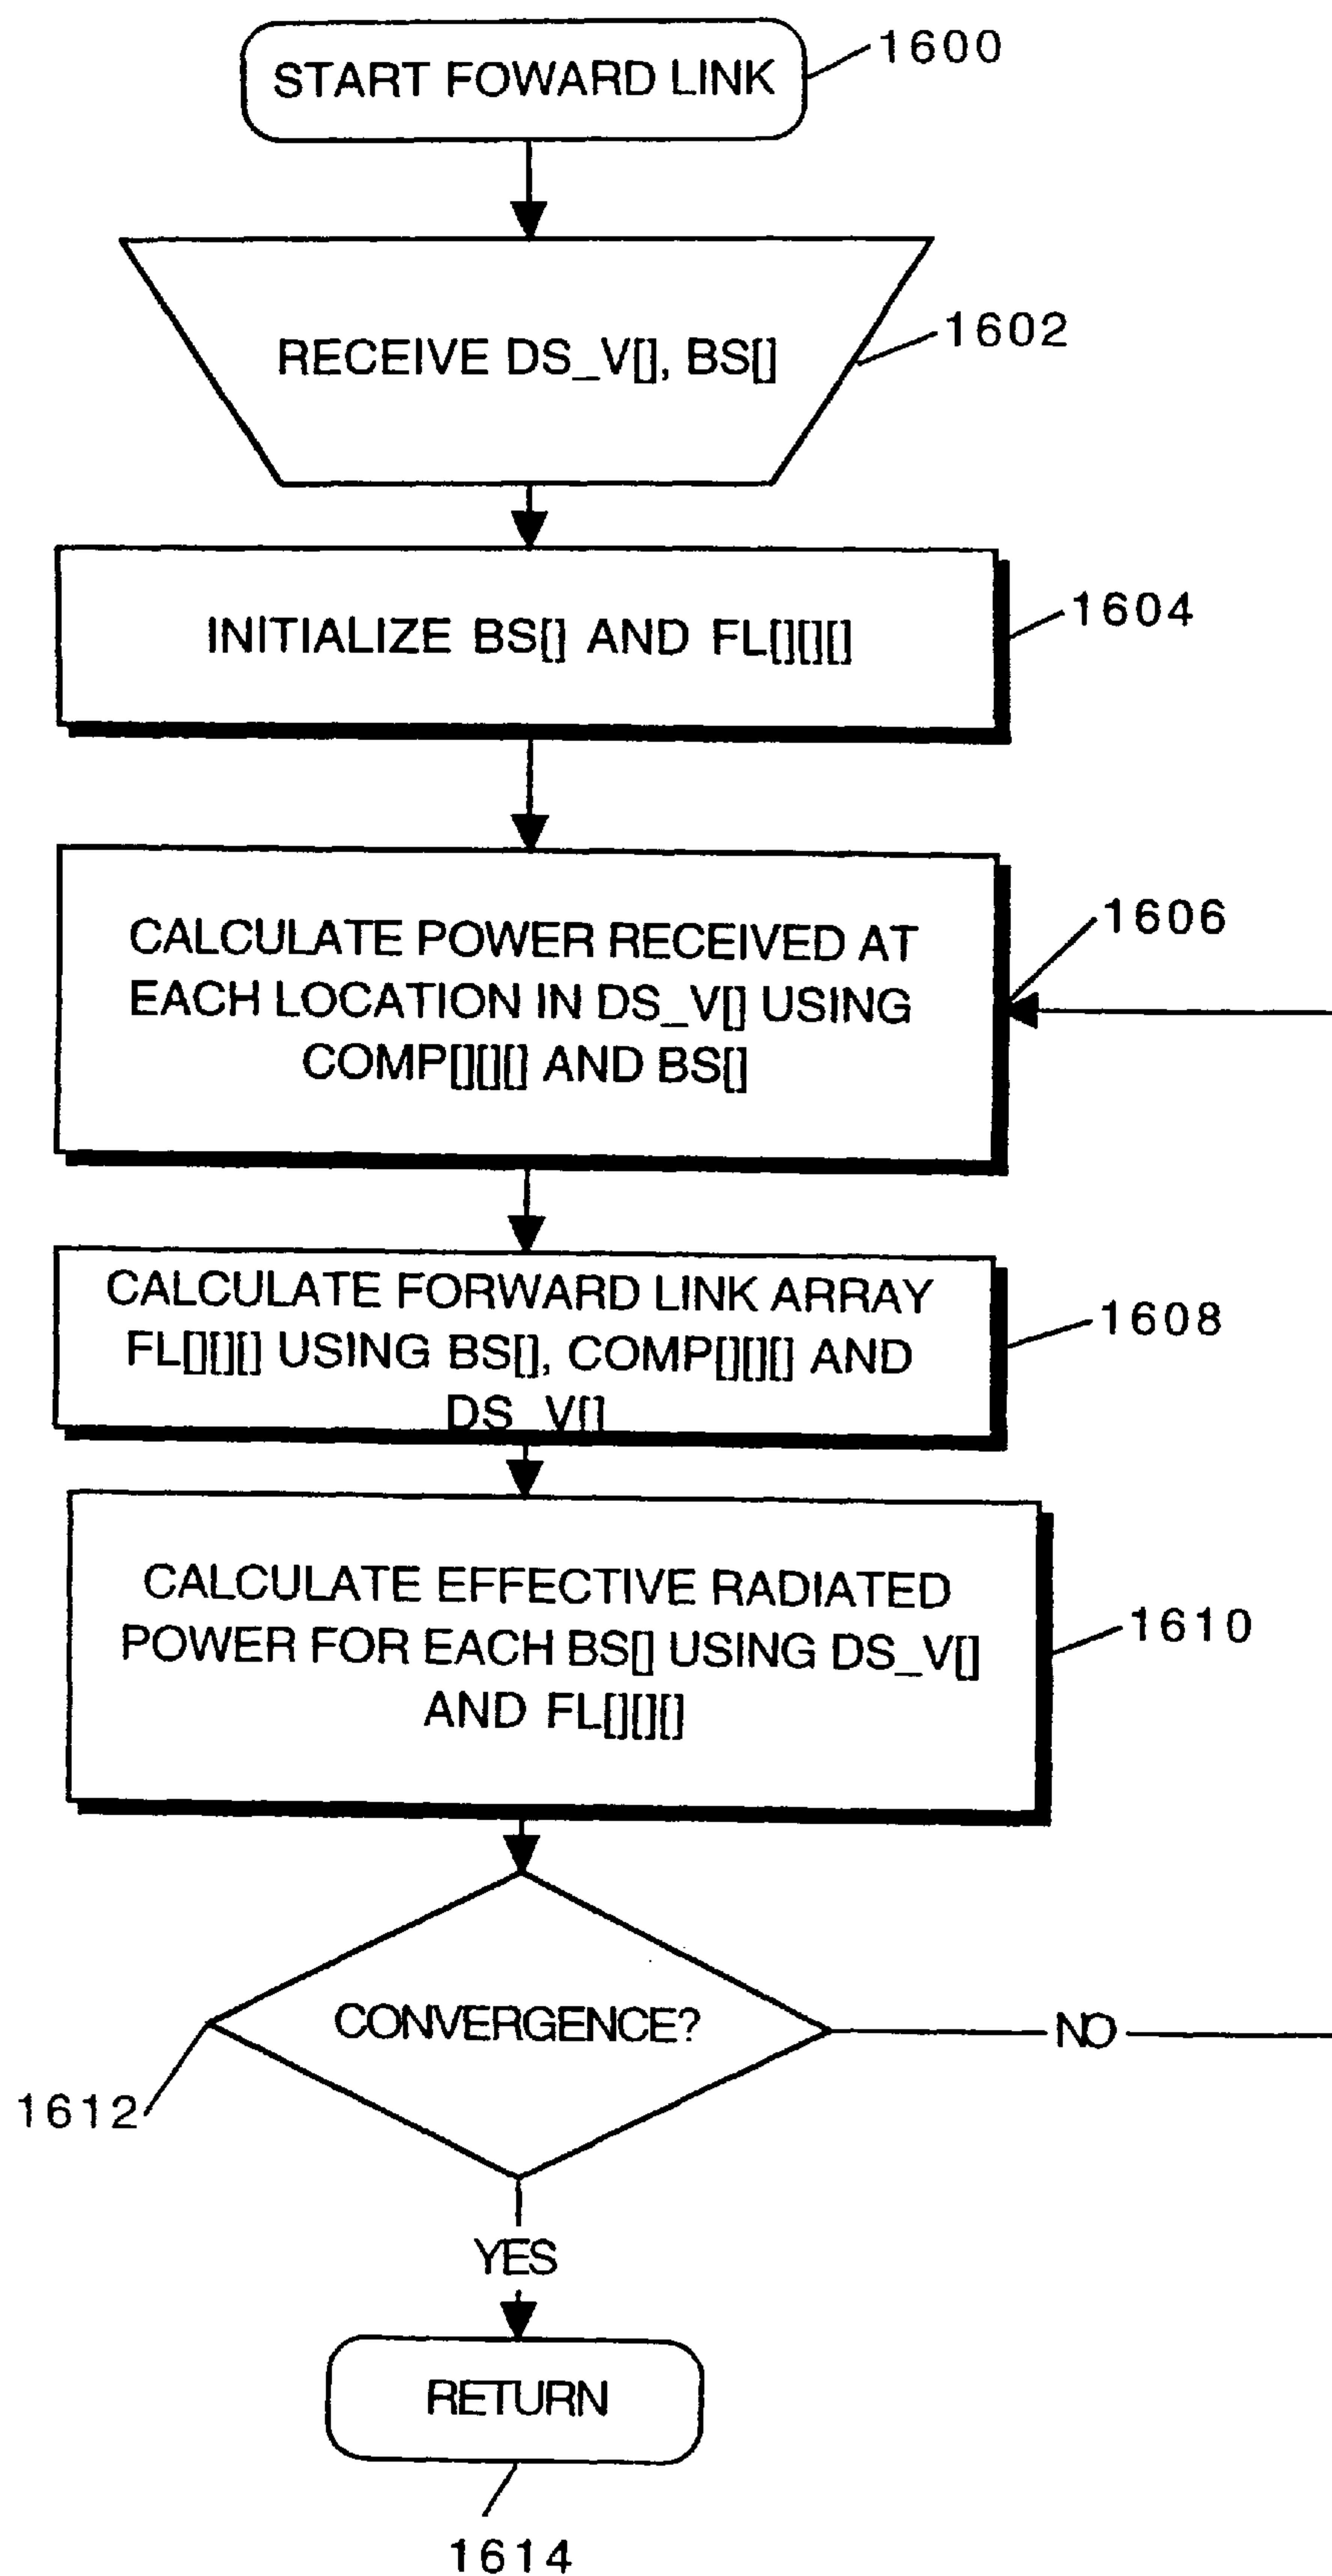 START FOWARD LINK
1600
RECEIVE DS_V[], BS[]
1602
INITIALIZE BS[] AND FL[][][]
1604
CALCULATE POWER RECEIVED AT
EACH LOCATION IN DS_V[] USING
COMP[][][] AND BS[]
1606
CALCULATE FORWARD LINK ARRAY
FL[][][] USING BS[], COMP[][][] AND
DS_V[]
1608
CALCULATE EFFECTIVE RADIATED
POWER FOR EACH BS[] USING DS_V[]
AND FL[][][]
1610
CONVERGENCE?
NO
1612
YES
RETURN
1614